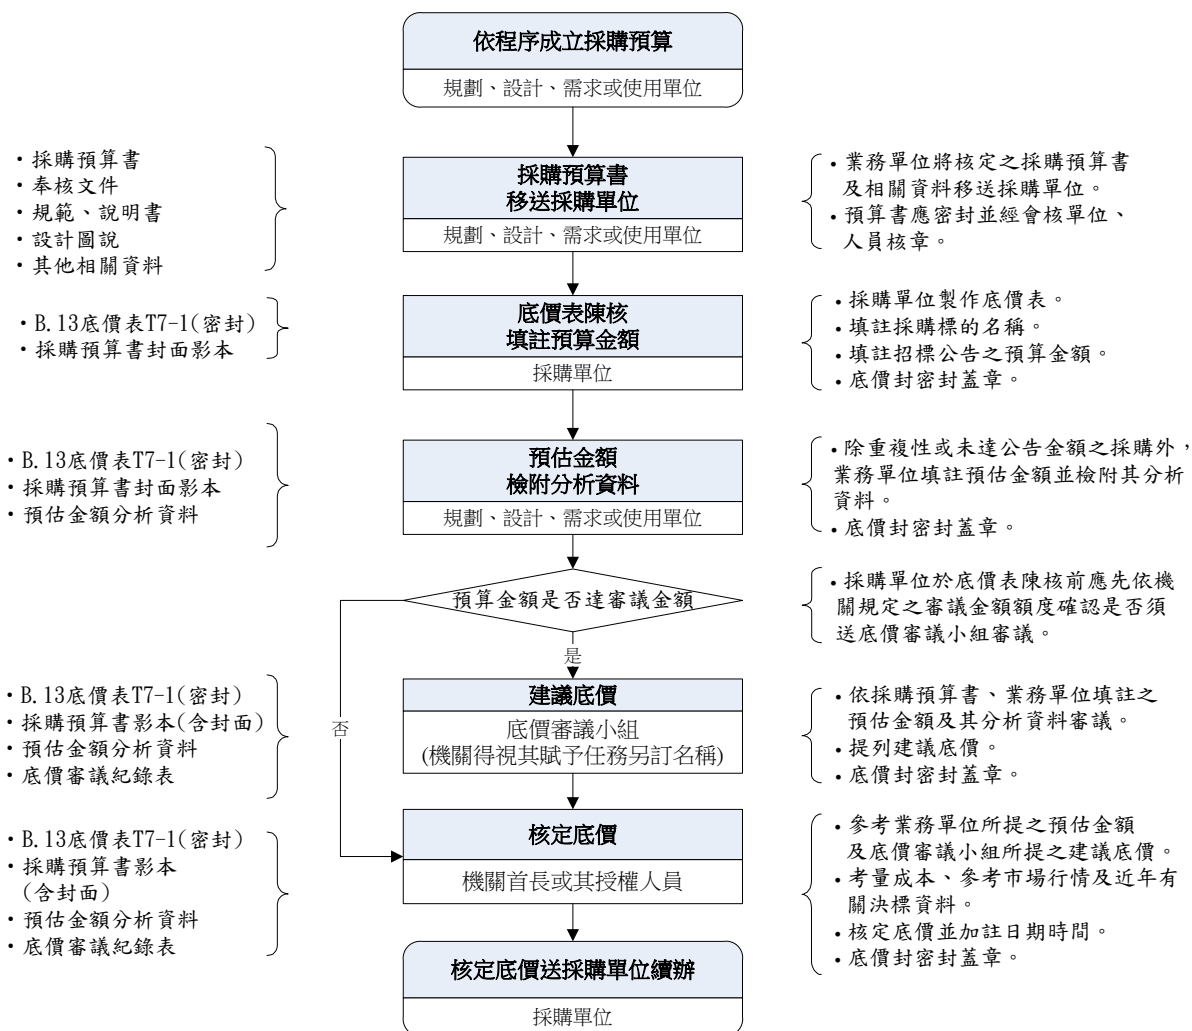 依程序成立採購預算
規劃、設計、需求或使用單位
・採購預算書
・奉核文件
・規範、說明書
・設計圖說
・其他相關資料
採購預算書
移送採購單位
規劃、設計、需求或使用單位
・業務單位將核定之採購預算書
及相關資料移送採購單位。
・預算書應密封並經會核單位、
人員核章。
・B.13底價表T7-1(密封)
・採購預算書封面影本
底價表陳核
填註預算金額
採購單位
・採購單位製作底價表。
・填註採購標的名稱。
・填註招標公告之預算金額。
・底價封密封蓋章。
・B.13底價表T7-1(密封)
・採購預算書封面影本
・預估金額分析資料
預估金額
檢附分析資料
規劃、設計、需求或使用單位
・除重複性或未達公告金額之採購外，
業務單位填註預估金額並檢附其分析
資料。
・底價封密封蓋章。
預算金額是否達審議金額
・採購單位於底價表陳核前應先依機
關規定之審議金額額度確認是否須
送底價審議小組審議。
是
否
・B.13底價表T7-1(密封)
・採購預算書影本(含封面)
・預估金額分析資料
・底價審議紀錄表
建議底價
底價審議小組
(機關得視其賦予任務另訂名稱)
・依採購預算書、業務單位填註之
預估金額及其分析資料審議。
・提列建議底價。
・底價封密封蓋章。
・B.13底價表T7-1(密封)
・採購預算書影本
(含封面)
・預估金額分析資料
・底價審議紀錄表
核定底價
機關首長或其授權人員
・參考業務單位所提之預估金額
及底價審議小組所提之建議底價。
・考量成本、參考市場行情及近年有
關決標資料。
・核定底價並加註日期時間。
・底價封密封蓋章。
核定底價送採購單位續辦
採購單位